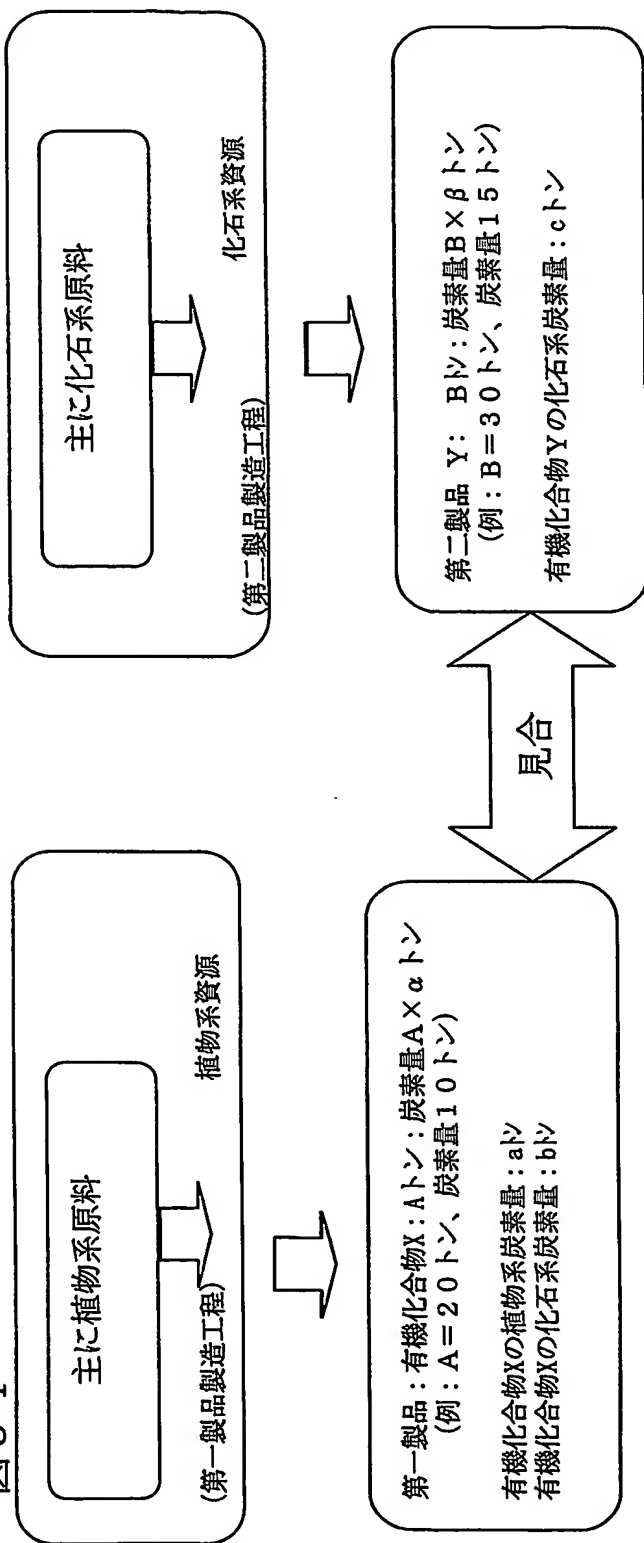 主に植物系原料
植物系資源
(第一製品製造工程)
第一製品:有機化合物X:Aトン:炭素量A×αトン
(例:A=20トン、炭素量10トン)
有機化合物Xの植物系炭素量:aトン
有機化合物Xの化石系炭素量:bトン
見合
主に化石系原料
化石系資源
(第二製品製造工程)
第二製品 Y: Bトン:炭素量B×βトン
(例:B=30トン、炭素量15トン)
有機化合物Yの化石系炭素量:cトン